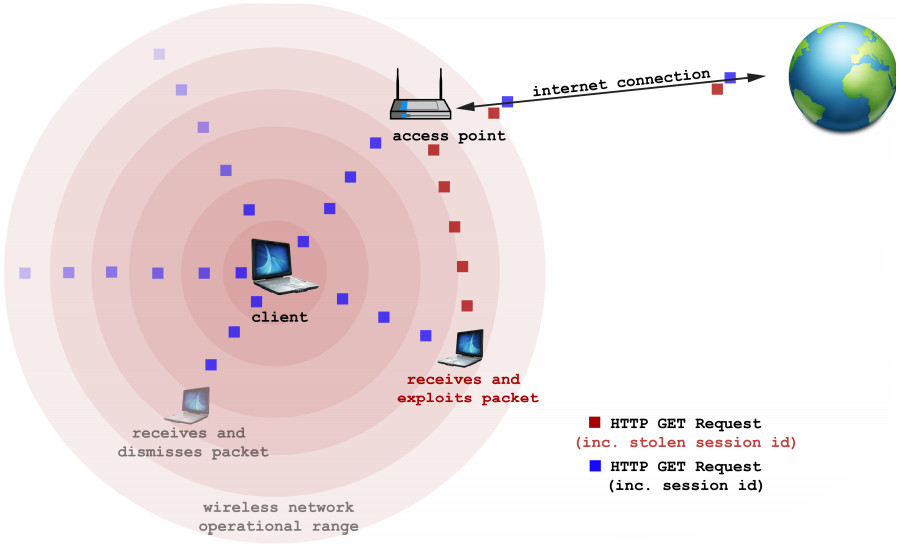 internet connection
access point
client
receives and
exploits packet
receives and
dismisses packet
HTTP GET Request
(inc. stolen session id)
HTTP GET Request
(inc. session id)
wireless network
operational range